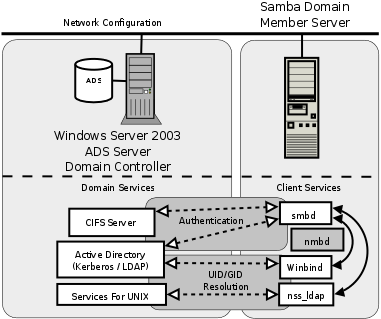 Network Configuration
Samba Domain
Member Server
ADS
Windows Server 2003
ADS Server
Domain Controller
Domain Services
Client Services
CIFS Server
Authentication
smbd
nmbd
Active Directory
(Kerberos / LDAP)
UID/GID
Resolution
Winbind
Services For UNIX
nss_ldap